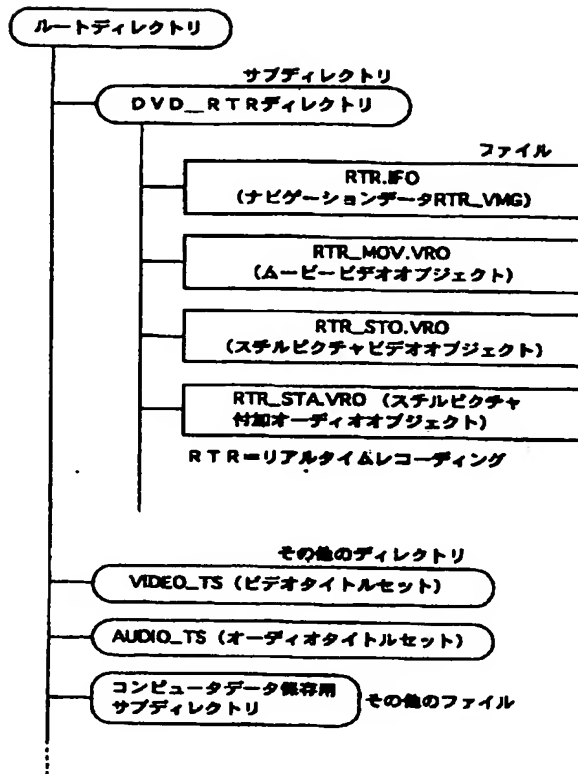 ルートディレクトリ
サブディレクトリ
DVD__RTRディレクトリ
ファイル
RTR.IFO
(ナビゲーションデータRTR_VMG)
RTR_MOV.VRO
(ムービービデオオブジェクト)
RTR_STO.VRO
(スチルピクチャビデオオブジェクト)
RTR_STA.VRO (スチルピクチャ
付加オーディオオブジェクト)
RTR=リアルタイムレコーディング
その他のディレクトリ
VIDEO_TS (ビデオタイトルセット)
AUDIO_TS (オーディオタイトルセット)
コンピュータデータ保存用
サブディレクトリ
その他のファイル